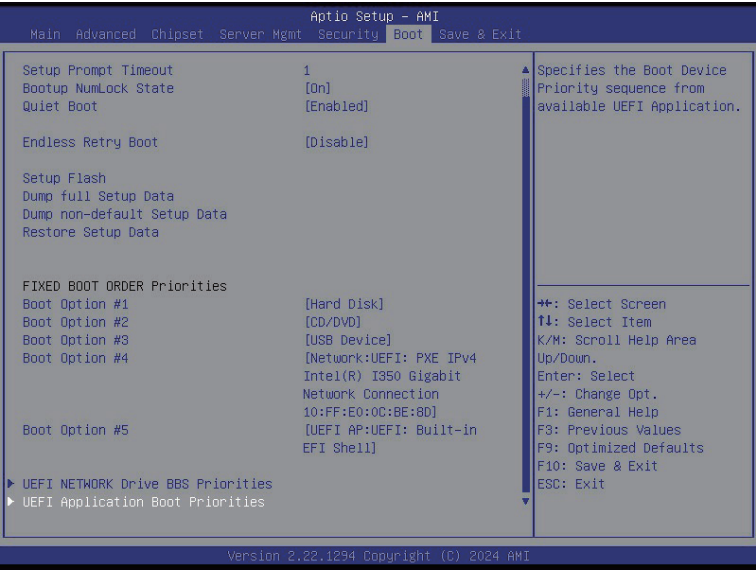 Aptio Setup - AMI
Main Advanced Chipset Server Mgmt Security Boot Save & Exit
Setup Prompt Timeout 1
Bootup NumLock State [On]
Quiet Boot [Enabled]
Endless Retry Boot [Disable]
Setup Flash
Dump full Setup Data
Dump non-default Setup Data
Restore Setup Data
FIXED BOOT ORDER Priorities
Boot Option #1 [Hard Disk]
Boot Option #2 [CD/DVD]
Boot Option #3 [USB Device]
Boot Option #4 [Network:UEFI: PXE IPv4
Intel(R) I350 Gigabit
Network Connection
10:FF:E0:0C:BE:8D]
Boot Option #5 [UEFI AP:UEFI: Built-in
EFI Shell]
▶ UEFI NETWORK Drive BBS Priorities
▶ UEFI Application Boot Priorities
Specifies the Boot Device
Priority sequence from
available UEFI Application.
→←: Select Screen
↑↓: Select Item
K/M: Scroll Help Area
Up/Down.
Enter: Select
+/-: Change Opt.
F1: General Help
F3: Previous Values
F9: Optimized Defaults
F10: Save & Exit
ESC: Exit
Version 2.22.1294 Copyright (C) 2024 AMI